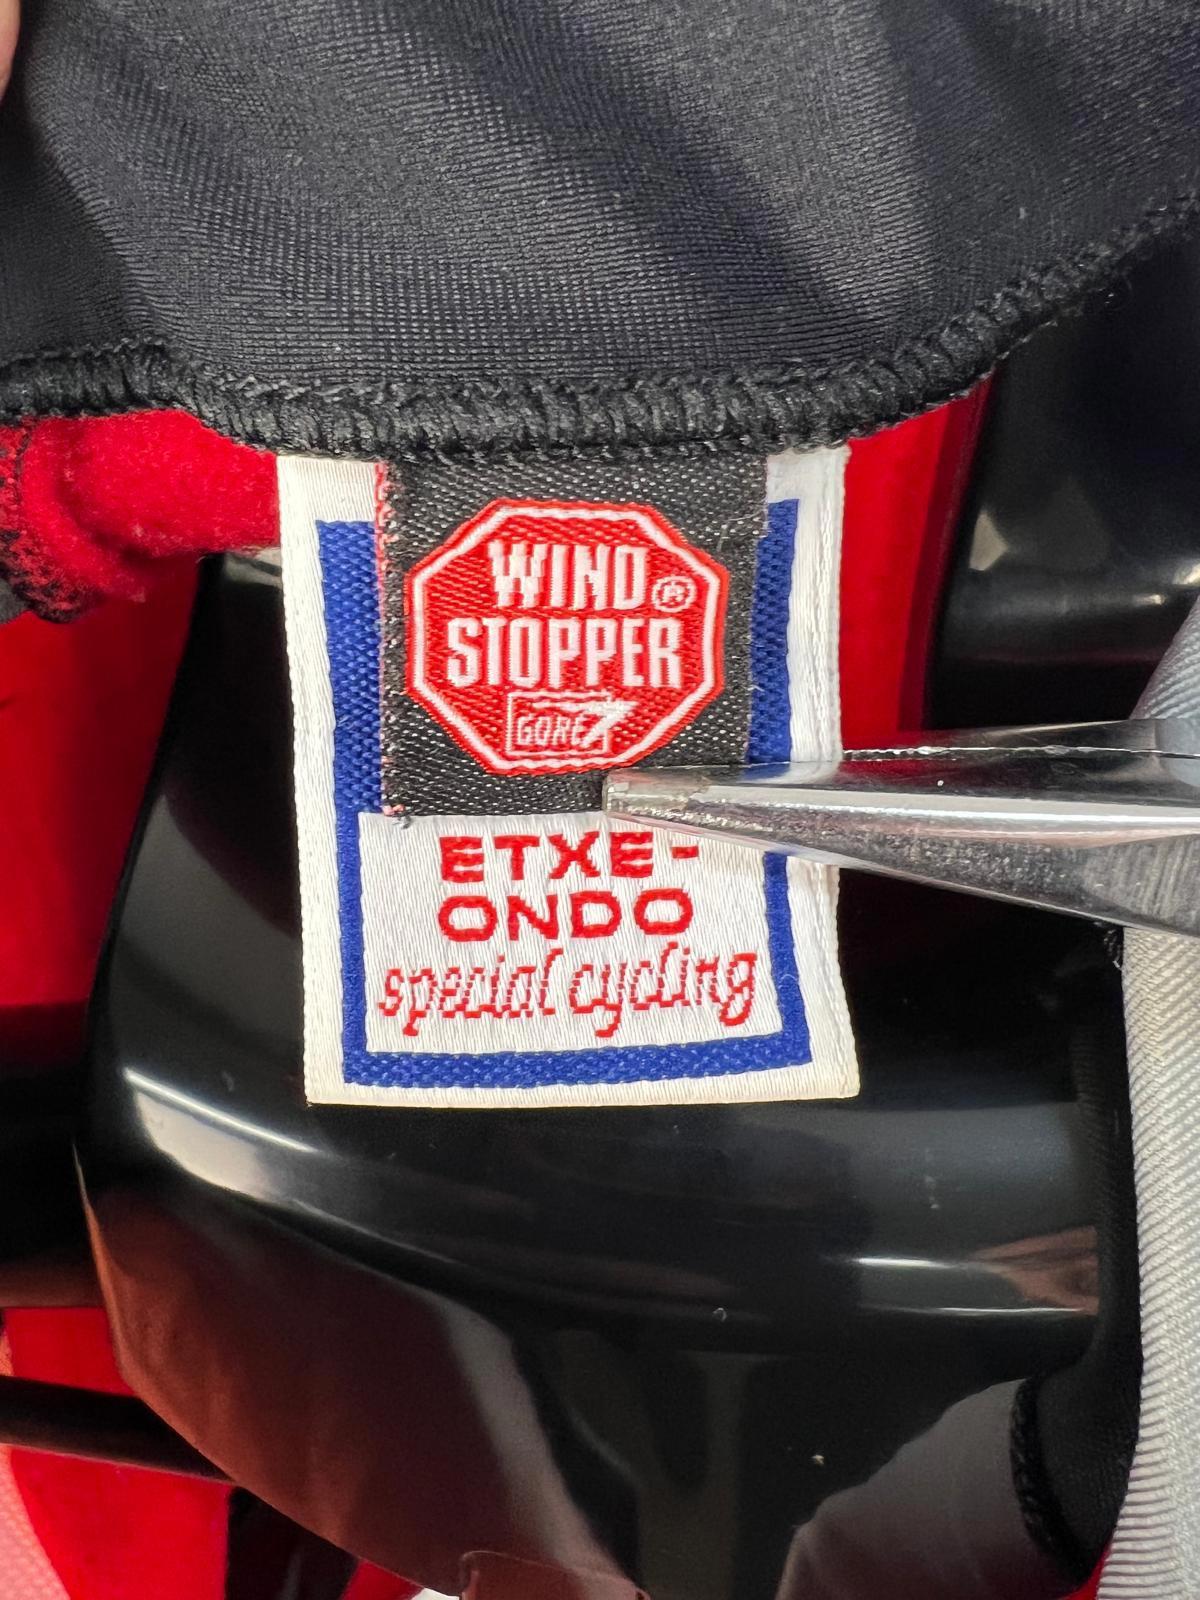 WIND®
STOPPER
GORE
ETXE-
ONDO
special cycling